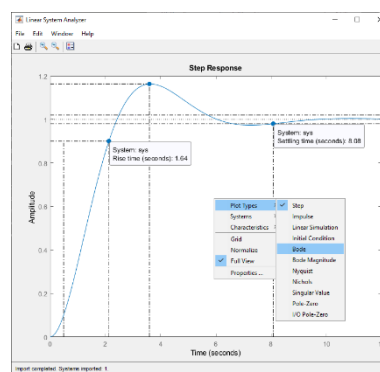 Linear System Analyzer
File Edit Window Help
Step Response
1.2
1
0.8
0.6
0.4
0.2
0
Amplitude
System: sys
Rise time (seconds): 1.64
System: sys
Settling time (seconds): 8.08
Plot Types
Systems
Characteristics
Grid
Normalize
Full View
Properties ...
Step
Impulse
Linear Simulation
Initial Condition
Bode
Bode Magnitude
Nyquist
Nichols
Singular Value
Pole-Zero
I/O Pole-Zero
0 2 4 6 8 10 12
Time (seconds)
Import completed. Systems imported: 1.